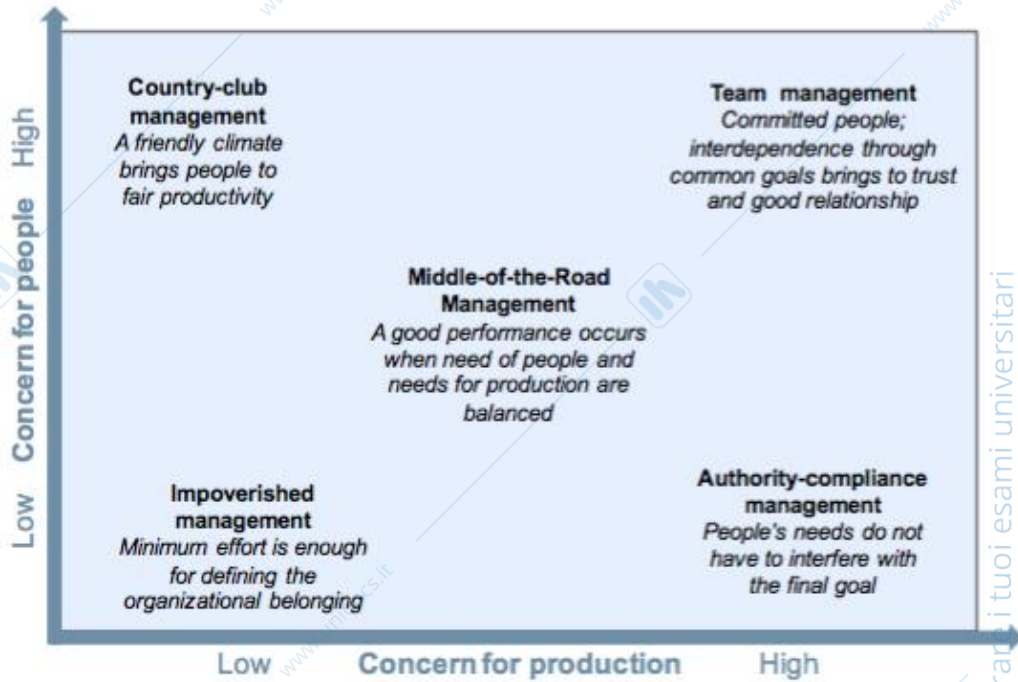 Country-club
management
A friendly climate
brings people to
fair productivity
Team management
Committed people;
interdependence through
common goals brings to trust
and good relationship
Middle-of-the-Road
Management
A good performance occurs
when need of people and
needs for production are
balanced
Impoverished
management
Minimum effort is enough
for defining the
organizational belonging
Authority-compliance
management
People's needs do not
have to interfere with
the final goal
Low Concern for people High
Low Concern for production High
i tuoi esami universitari